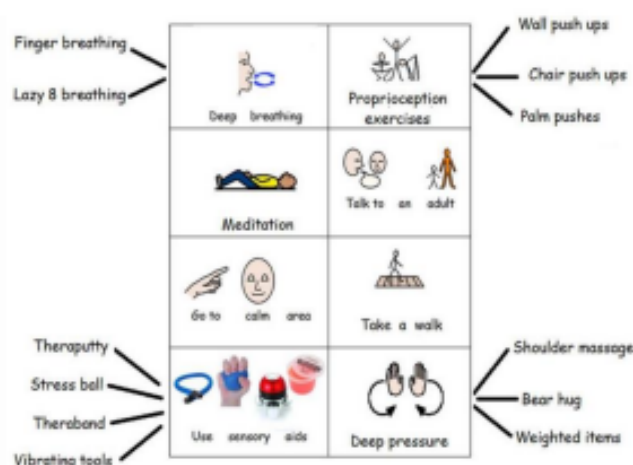 Finger breathing
Lazy 8 breathing
Deep breathing
Proprioception
exercises
Wall push ups
Chair push ups
Palm pushes
Meditation
Talk to an adult
Go to calm area
Take a walk
Theraputty
Stress ball
Theraband
Vibrating tools
Use sensory aids
Deep pressure
Shoulder massage
Bear hug
Weighted items